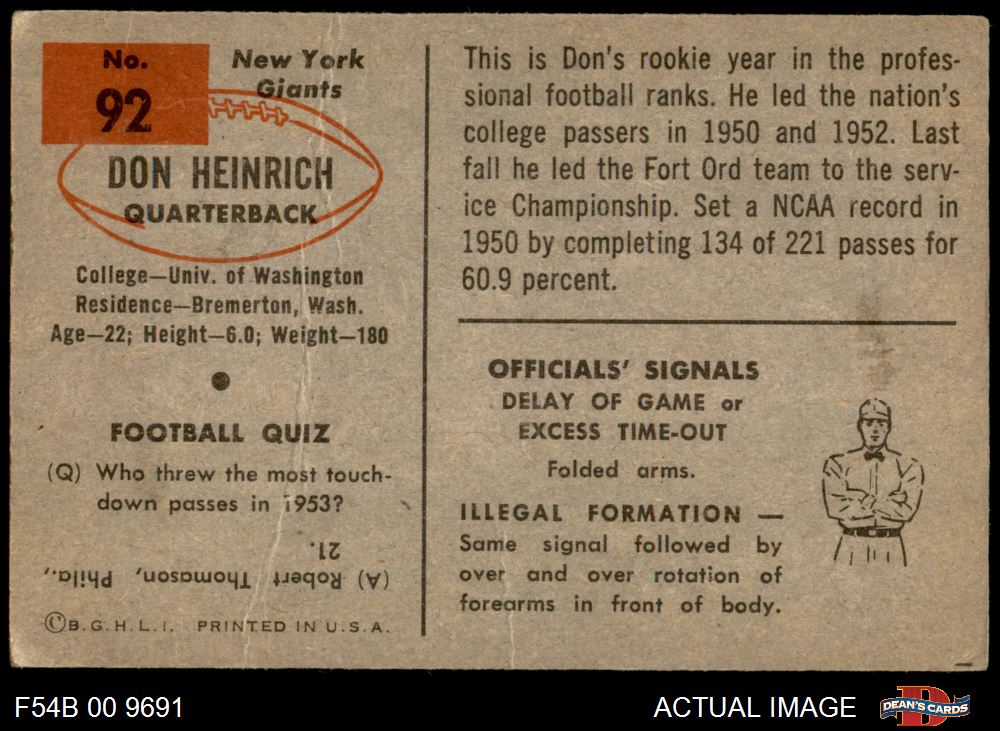 No.
92
New York
Giants
DON HEINRICH
QUARTERBACK
College—Univ. of Washington
Residence—Bremerton, Wash.
Age—22; Height—6.0; Weight—180
FOOTBALL QUIZ
(Q) Who threw the most touch-
down passes in 1953?
(A) Robert Thomason, Phila.,
21.
©B.G.H.L.I. PRINTED IN U.S.A.
This is Don's rookie year in the profes-
sional football ranks. He led the nation's
college passers in 1950 and 1952. Last
fall he led the Fort Ord team to the serv-
ice Championship. Set a NCAA record in
1950 by completing 134 of 221 passes for
60.9 percent.
OFFICIALS' SIGNALS
DELAY OF GAME or
EXCESS TIME-OUT
Folded arms.
ILLEGAL FORMATION —
Same signal followed by
over and over rotation of
forearms in front of body.
F54B 00 9691
ACTUAL IMAGE
D
DEAN'S CARDS